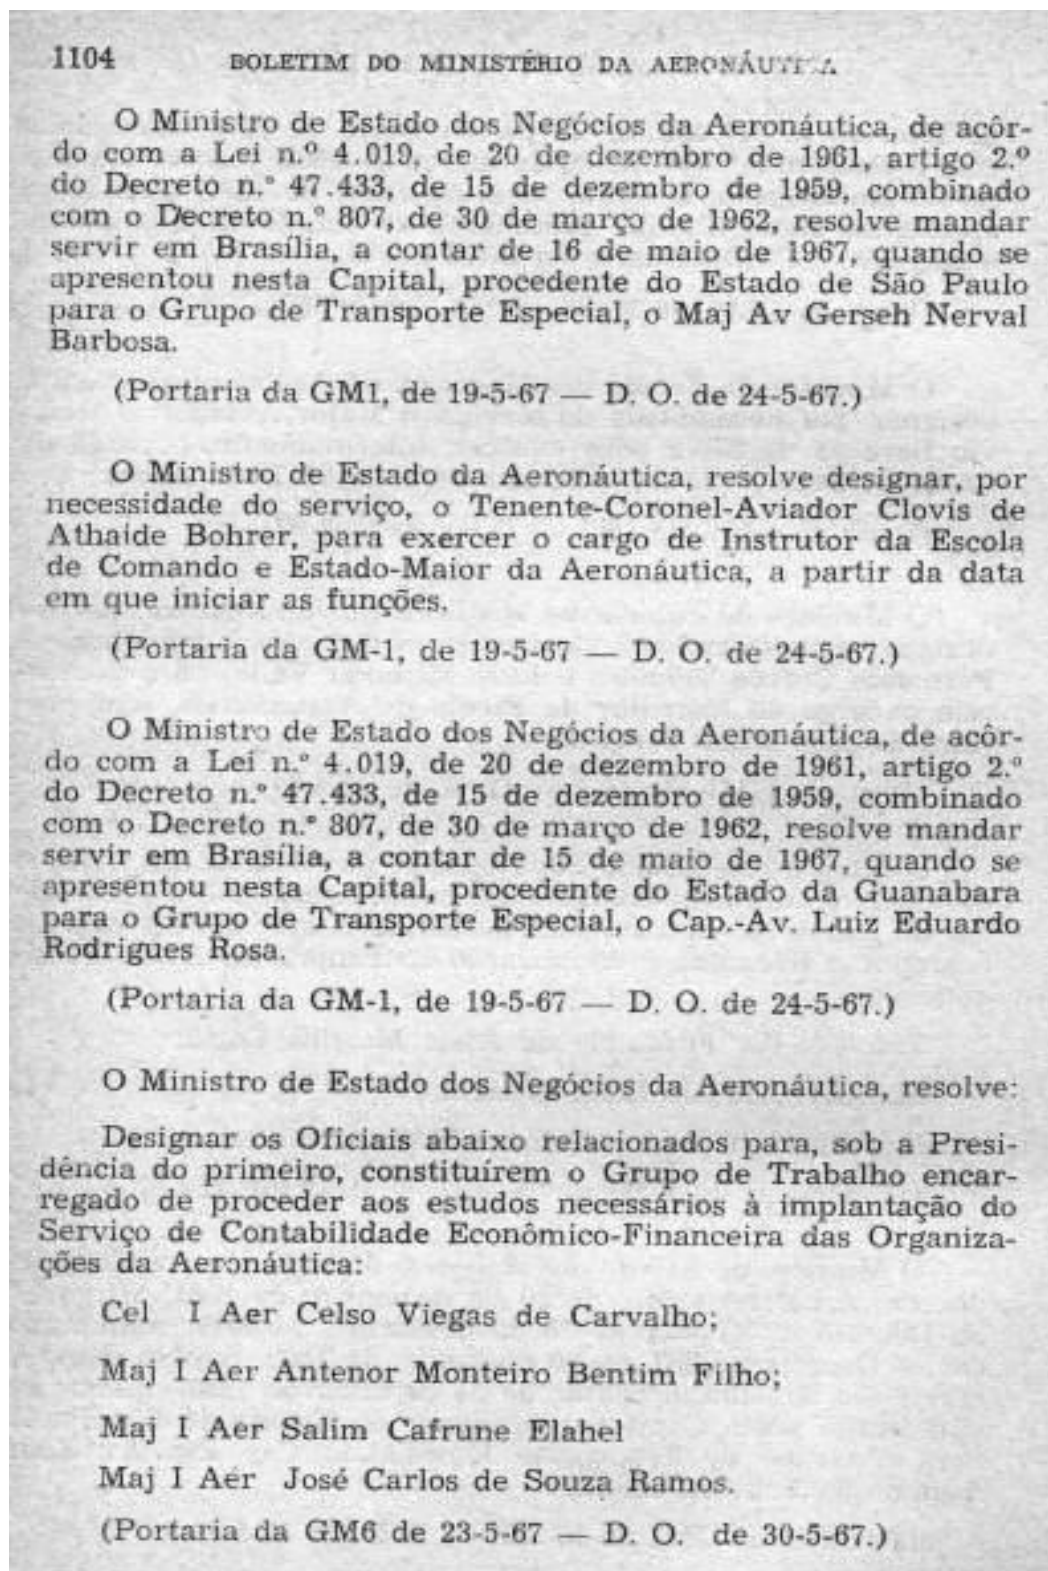 1104 BOLETIM DO MINISTÉRIO DA AERONÁUTICA
O Ministro de Estado dos Negócios da Aeronáutica, de acôr-
do com a Lei n.º 4.019, de 20 de dezembro de 1961, artigo 2.º
do Decreto n.º 47.433, de 15 de dezembro de 1959, combinado
com o Decreto n.º 807, de 30 de março de 1962, resolve mandar
servir em Brasília, a contar de 16 de maio de 1967, quando se
apresentou nesta Capital, procedente do Estado de São Paulo
para o Grupo de Transporte Especial, o Maj Av Gerseh Nerval
Barbosa.
(Portaria da GM1, de 19-5-67 — D. O. de 24-5-67.)
O Ministro de Estado da Aeronáutica, resolve designar, por
necessidade do serviço, o Tenente-Coronel-Aviador Clovis de
Athaide Bohrer, para exercer o cargo de Instrutor da Escola
de Comando e Estado-Maior da Aeronáutica, a partir da data
em que iniciar as funções.
(Portaria da GM-1, de 19-5-67 — D. O. de 24-5-67.)
O Ministro de Estado dos Negócios da Aeronáutica, de acôr-
do com a Lei n.º 4.019, de 20 de dezembro de 1961, artigo 2.º
do Decreto n.º 47.433, de 15 de dezembro de 1959, combinado
com o Decreto n.º 807, de 30 de março de 1962, resolve mandar
servir em Brasília, a contar de 15 de maio de 1967, quando se
apresentou nesta Capital, procedente do Estado da Guanabara
para o Grupo de Transporte Especial, o Cap.-Av. Luiz Eduardo
Rodrigues Rosa.
(Portaria da GM-1, de 19-5-67 — D. O. de 24-5-67.)
O Ministro de Estado dos Negócios da Aeronáutica, resolve:
Designar os Oficiais abaixo relacionados para, sob a Presi-
dência do primeiro, constituírem o Grupo de Trabalho encar-
regado de proceder aos estudos necessários à implantação do
Serviço de Contabilidade Econômico-Financeira das Organiza-
ções da Aeronáutica:
Cel I Aer Celso Viegas de Carvalho;
Maj I Aer Antenor Monteiro Bentim Filho;
Maj I Aer Salim Cafrune Elahel
Maj I Aer José Carlos de Souza Ramos.
(Portaria da GM6 de 23-5-67 — D. O. de 30-5-67.)